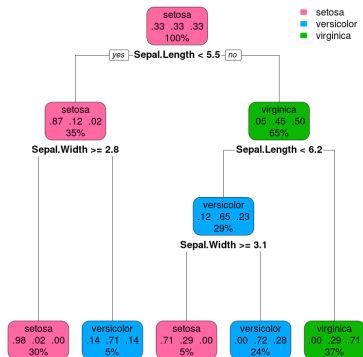 setosa
.33 .33 .33
100%
setosa
versicolor
virginica
yes
Sepal.Length < 5.5
no
setosa
.87 .12 .02
35%
virginica
.05 .45 .50
65%
Sepal.Width >= 2.8
Sepal.Length < 6.2
versicolor
.12 .65 .23
29%
Sepal.Width >= 3.1
setosa
.98 .02 .00
30%
versicolor
.14 .71 .14
5%
setosa
.71 .29 .00
5%
versicolor
.00 .72 .28
24%
virginica
.00 .29 .71
37%